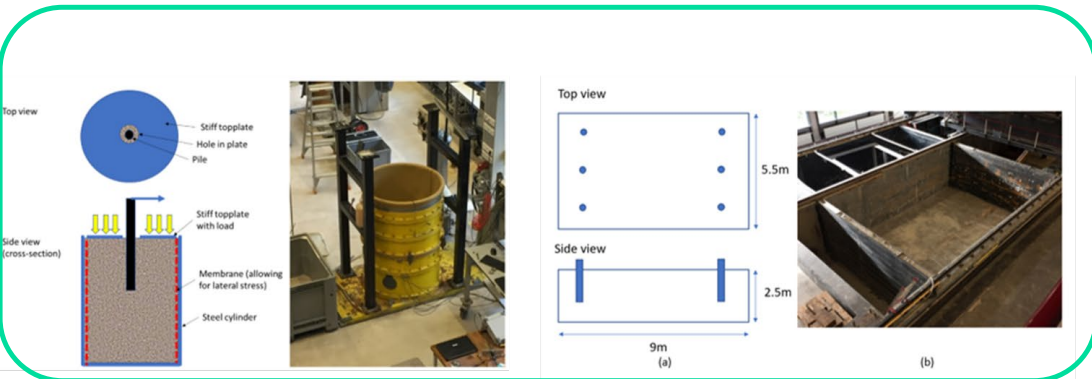 Top view
Stiff topplate
Hole in plate
Pile
Stiff topplate
with load
Side view
(cross-section)
Membrane (allowing
for lateral stress)
Steel cylinder
Top view
5.5m
Side view
2.5m
9m
(a)
(b)